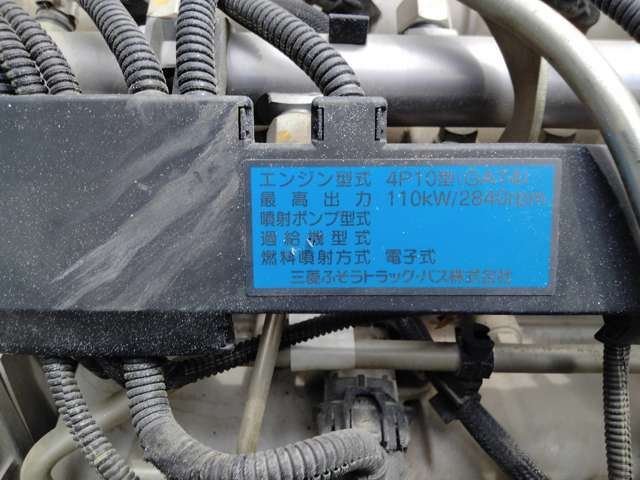 エンジン型式 4P10型(6AT4)
最高出力 110kW/2840rpm
噴射ポンプ型式
過給機型式
燃料噴射方式 電子式
三菱ふそうトラック・バス株式会社